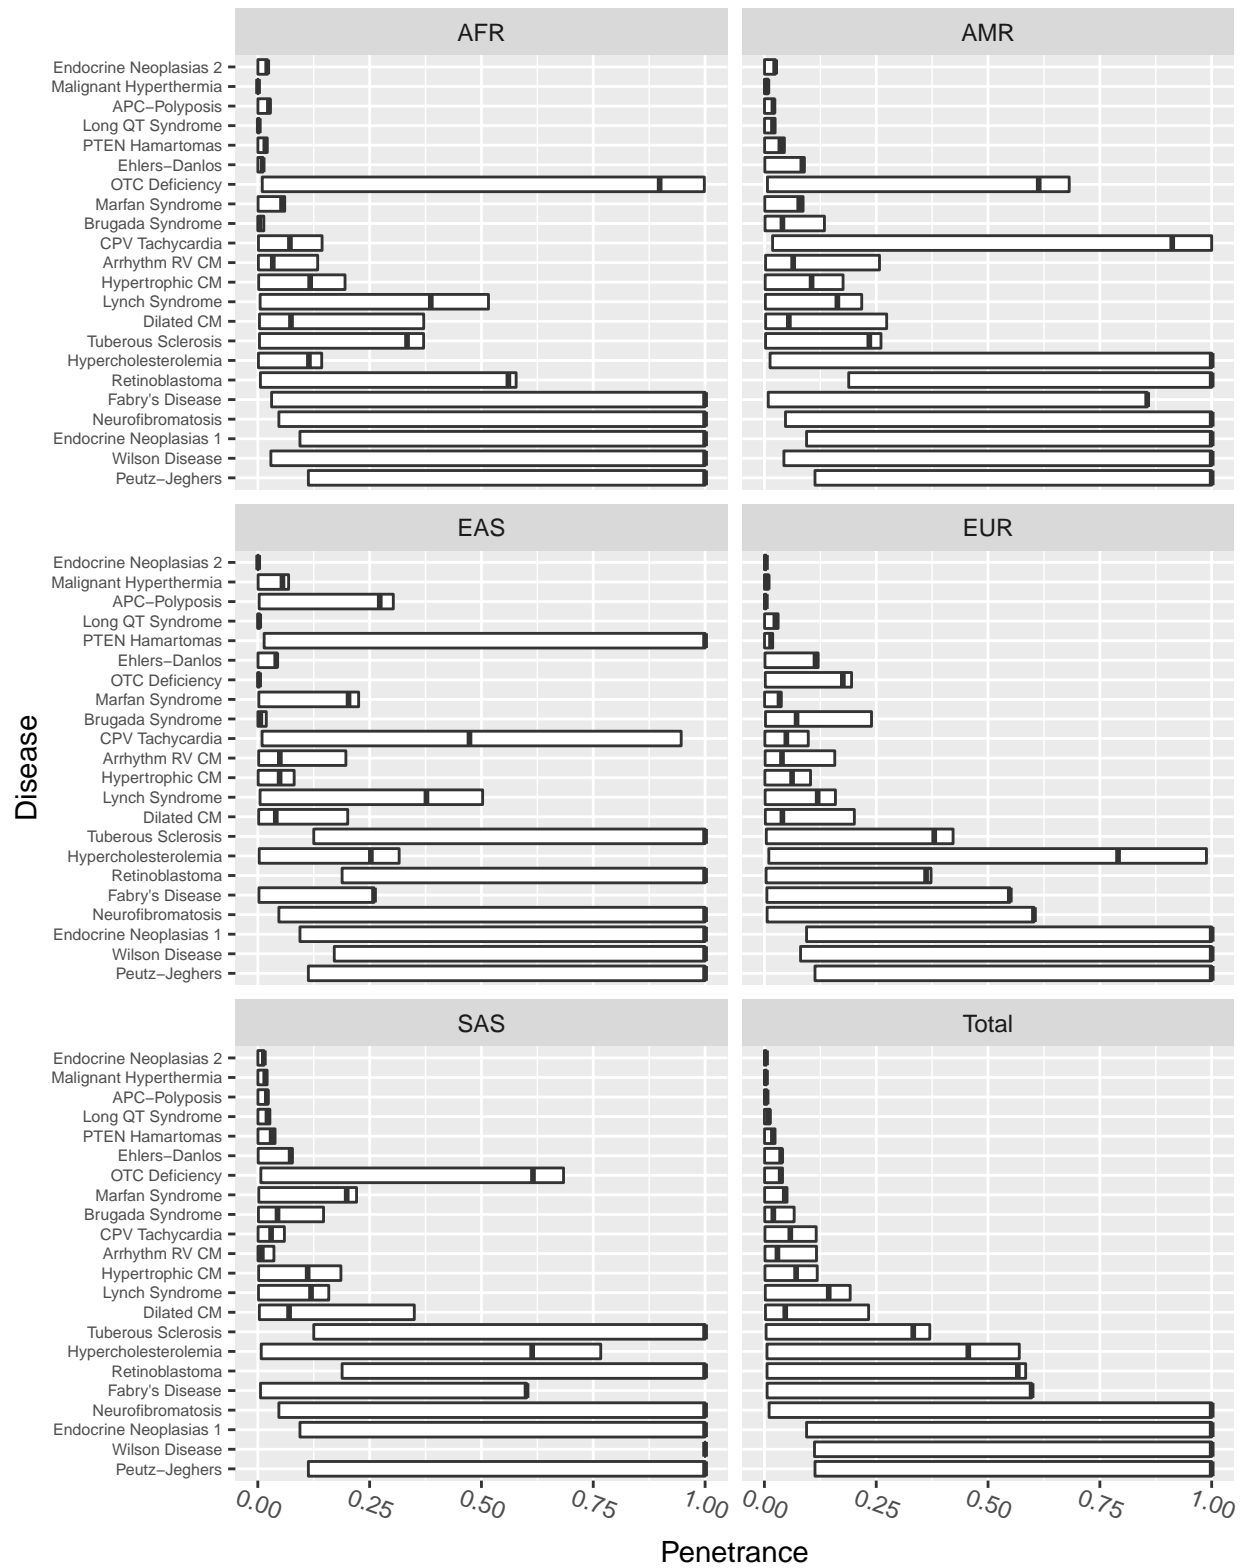 AFR
AMR
Endocrine Neoplasias 2
Malignant Hyperthermia
APC−Polyposis
Long QT Syndrome
PTEN Hamartomas
Ehlers−Danlos
OTC Deficiency
Marfan Syndrome
Brugada Syndrome
CPV Tachycardia
Arrhythm RV CM
Hypertrophic CM
Lynch Syndrome
Dilated CM
Tuberous Sclerosis
Hypercholesterolemia
Retinoblastoma
Fabry's Disease
Neurofibromatosis
Endocrine Neoplasias 1
Wilson Disease
Peutz−Jeghers
EAS
EUR
Endocrine Neoplasias 2
Malignant Hyperthermia
APC−Polyposis
Long QT Syndrome
PTEN Hamartomas
Ehlers−Danlos
OTC Deficiency
Marfan Syndrome
Brugada Syndrome
CPV Tachycardia
Arrhythm RV CM
Hypertrophic CM
Lynch Syndrome
Dilated CM
Tuberous Sclerosis
Hypercholesterolemia
Retinoblastoma
Fabry's Disease
Neurofibromatosis
Endocrine Neoplasias 1
Wilson Disease
Peutz−Jeghers
Disease
SAS
Total
Endocrine Neoplasias 2
Malignant Hyperthermia
APC−Polyposis
Long QT Syndrome
PTEN Hamartomas
Ehlers−Danlos
OTC Deficiency
Marfan Syndrome
Brugada Syndrome
CPV Tachycardia
Arrhythm RV CM
Hypertrophic CM
Lynch Syndrome
Dilated CM
Tuberous Sclerosis
Hypercholesterolemia
Retinoblastoma
Fabry's Disease
Neurofibromatosis
Endocrine Neoplasias 1
Wilson Disease
Peutz−Jeghers
0.00 0.25 0.50 0.75 1.00
0.00 0.25 0.50 0.75 1.00
Penetrance